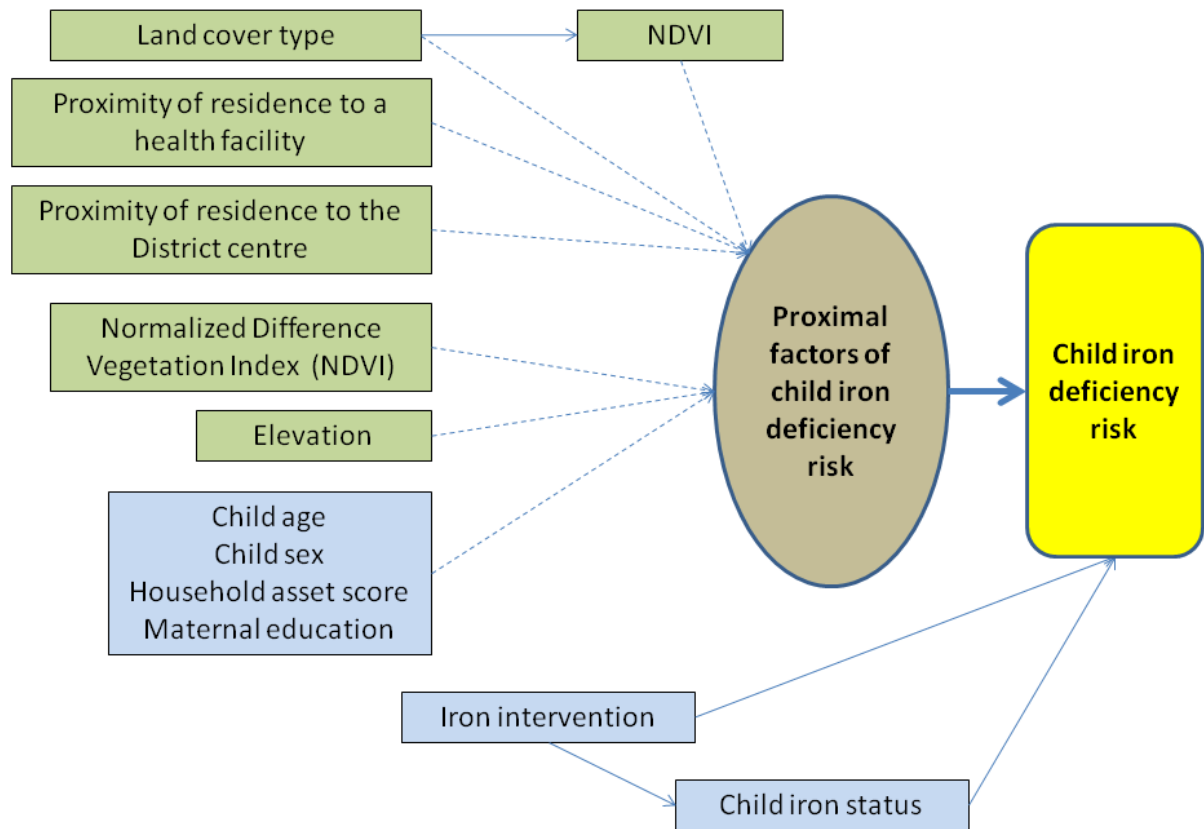 Land cover type
NDVI
Proximity of residence to a
health facility
Proximity of residence to the
District centre
Normalized Difference
Vegetation Index (NDVI)
Elevation
Child age
Child sex
Household asset score
Maternal education
Proximal
factors of
child iron
deficiency
risk
Child iron
deficiency
risk
Iron intervention
Child iron status